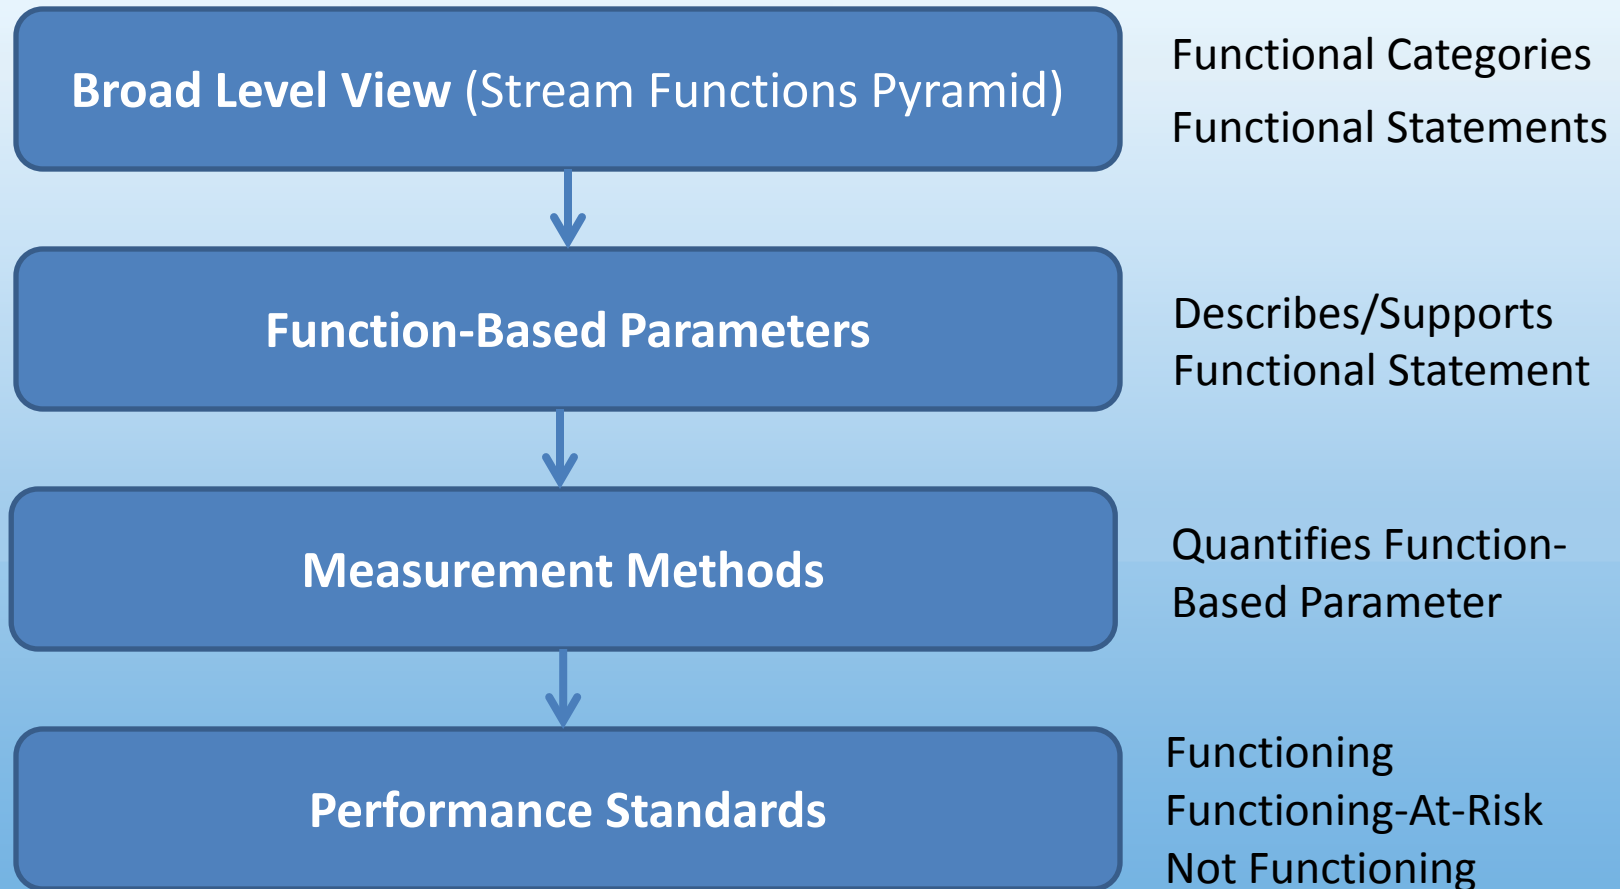 Broad Level View (Stream Functions Pyramid)
Functional Categories
Functional Statements
Function-Based Parameters
Describes/Supports
Functional Statement
Measurement Methods
Quantifies Function-
Based Parameter
Performance Standards
Functioning
Functioning-At-Risk
Not Functioning